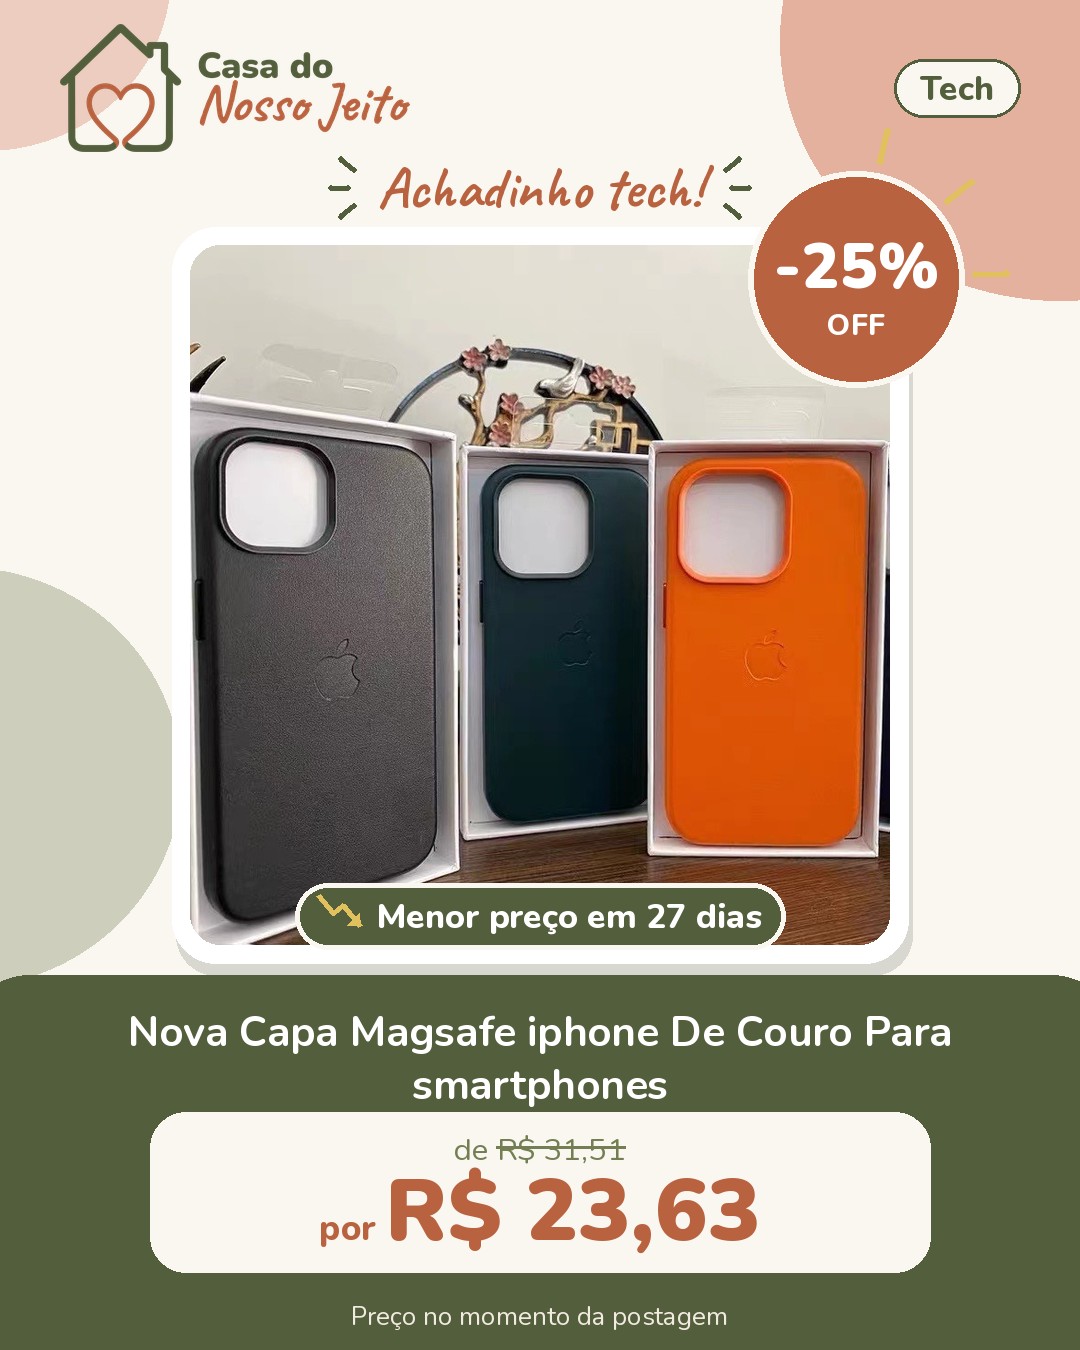 Casa do
Nosso Jeito
Tech
Achadinho tech!
-25%
OFF
Menor preço em 27 dias
Nova Capa Magsafe iphone De Couro Para
smartphones
de R$ 31,51
por R$ 23,63
Preço no momento da postagem